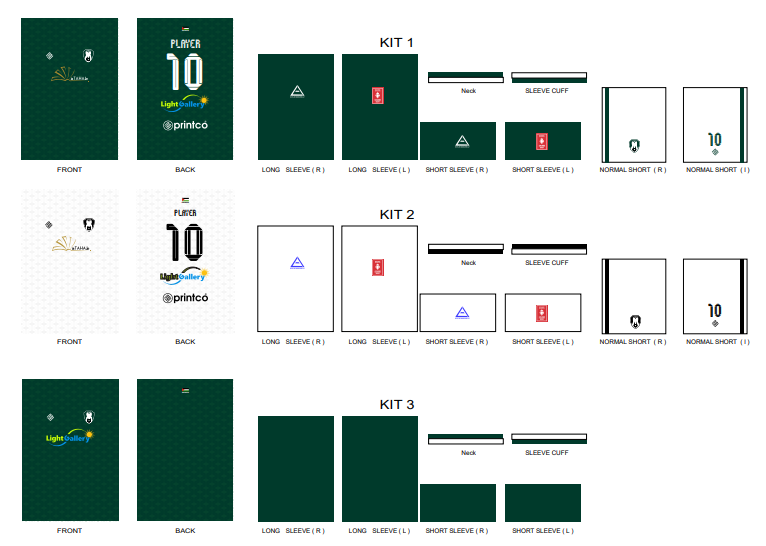 KIT 1
PLAYER
10
LightGallery
printcó
Neck
SLEEVE CUFF
10
FRONT
BACK
LONG SLEEVE ( R )
LONG SLEEVE ( L )
SHORT SLEEVE ( R )
SHORT SLEEVE ( L )
NORMAL SHORT ( R )
NORMAL SHORT ( l )
KIT 2
PLAYER
10
LightGallery
printcó
Neck
SLEEVE CUFF
10
FRONT
BACK
LONG SLEEVE ( R )
LONG SLEEVE ( L )
SHORT SLEEVE ( R )
SHORT SLEEVE ( L )
NORMAL SHORT ( R )
NORMAL SHORT ( l )
KIT 3
LightGallery
Neck
SLEEVE CUFF
FRONT
BACK
LONG SLEEVE ( R )
LONG SLEEVE ( L )
SHORT SLEEVE ( R )
SHORT SLEEVE ( L )